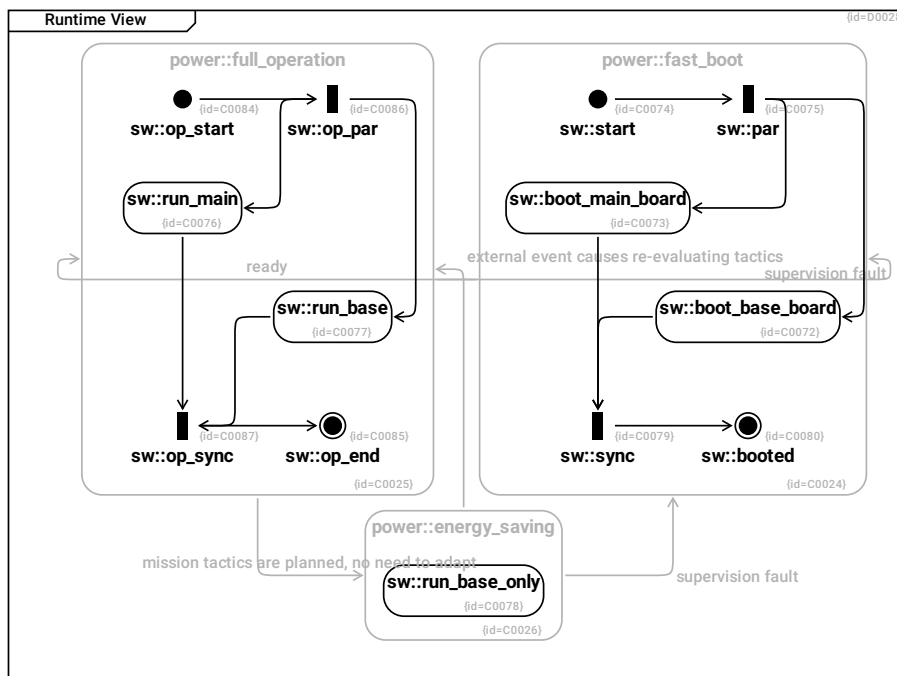 Runtime View
{id=D0028
power::full_operation
power::fast_boot
{id=C0084}
{id=C0086}
{id=C0074}
{id=C0075}
sw::op_start
sw::op_par
sw::start
sw::par
sw::run_main
{id=C0076}
sw::boot_main_board
{id=C0073}
external event causes re-evaluating tactics
ready
supervision fault
sw::run_base
{id=C0077}
sw::boot_base_board
{id=C0072}
{id=C0087}
{id=C0085}
{id=C0079}
{id=C0080}
sw::op_sync
sw::op_end
sw::sync
sw::booted
{id=C0025}
{id=C0024}
power::energy_saving
mission tactics are planned, no need to adapt
sw::run_base_only
supervision fault
{id=C0078}
{id=C0026}